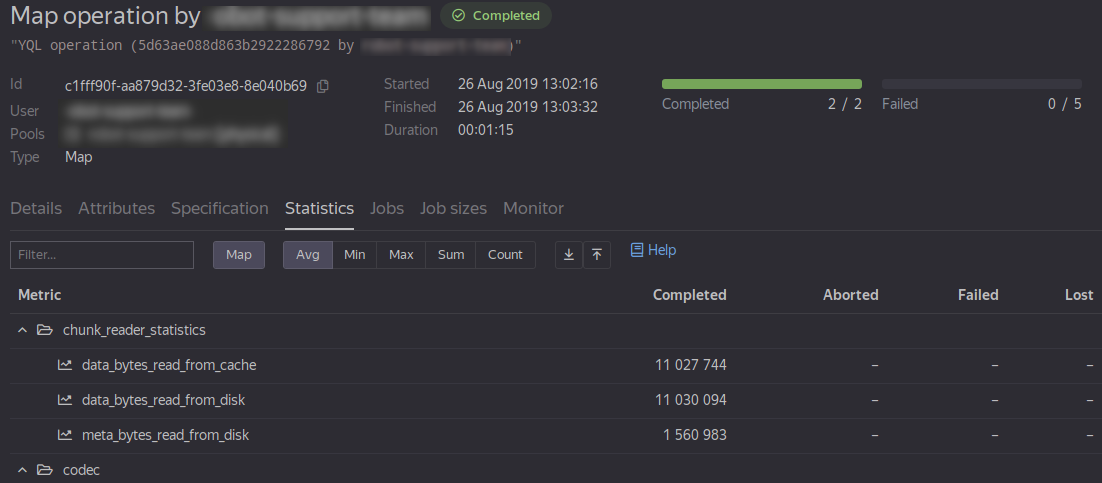 Map operation by
Completed
"YQL operation (5d63ae088d863b2922286792 by )"
Id c1fff90f-aa879d32-3fe03e8-8e040b69
User
Pools
Type Map
Started 26 Aug 2019 13:02:16
Finished 26 Aug 2019 13:03:32
Duration 00:01:15
Completed 2 / 2
Failed 0 / 5
Details Attributes Specification Statistics Jobs Job sizes Monitor
Filter... Map Avg Min Max Sum Count Help
Metric Completed Aborted Failed Lost
chunk_reader_statistics
data_bytes_read_from_cache 11 027 744 – – –
data_bytes_read_from_disk 11 030 094 – – –
meta_bytes_read_from_disk 1 560 983 – – –
codec